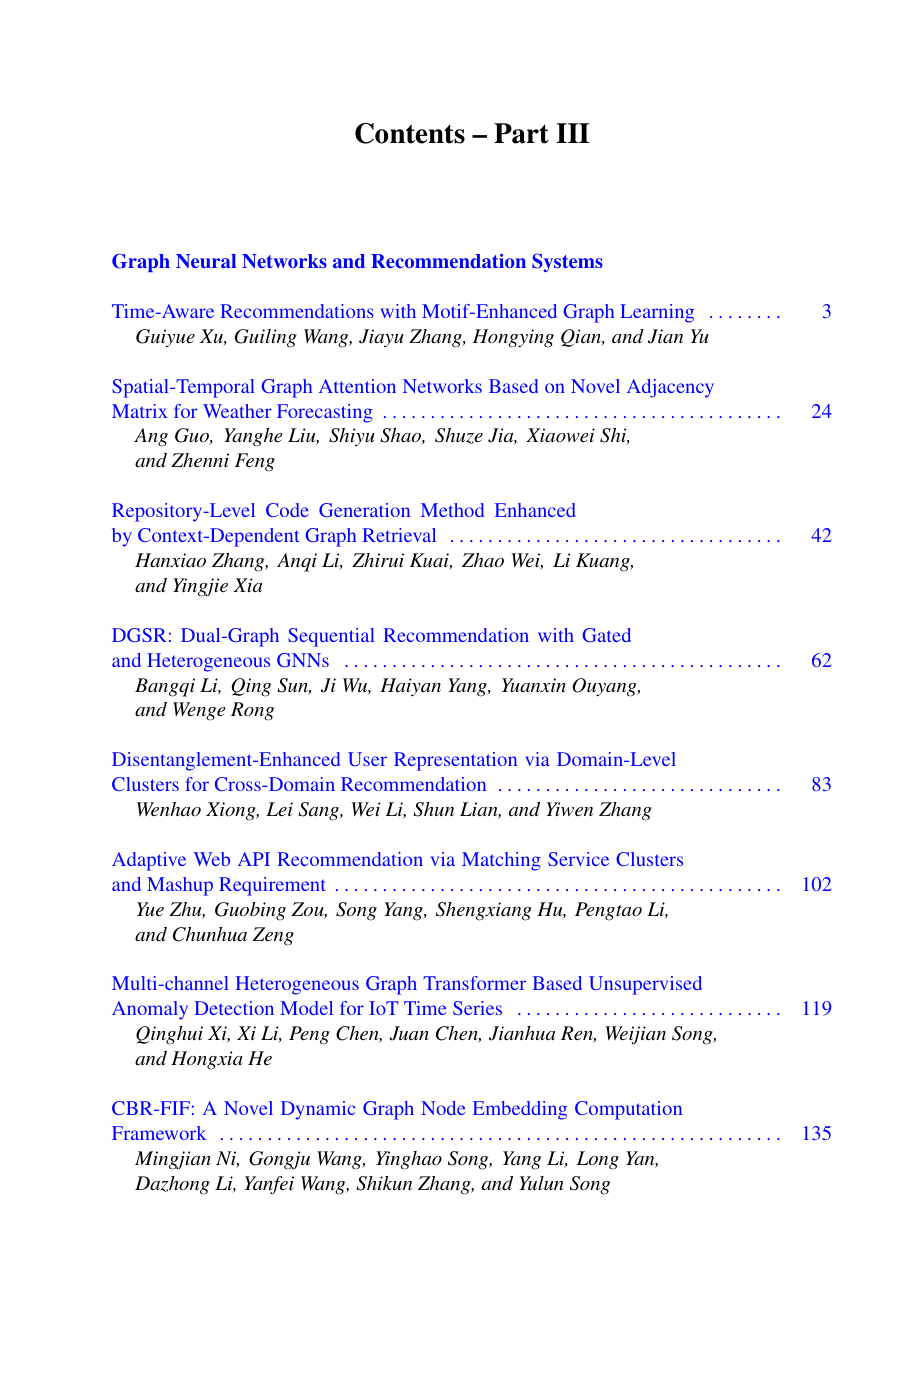 Contents – Part III
Graph Neural Networks and Recommendation Systems
Time-Aware Recommendations with Motif-Enhanced Graph Learning ........ 3
Guiyue Xu, Guiling Wang, Jiayu Zhang, Hongying Qian, and Jian Yu
Spatial-Temporal Graph Attention Networks Based on Novel Adjacency
Matrix for Weather Forecasting .......................................... 24
Ang Guo, Yanghe Liu, Shiyu Shao, Shuze Jia, Xiaowei Shi,
and Zhenni Feng
Repository-Level Code Generation Method Enhanced
by Context-Dependent Graph Retrieval ................................... 42
Hanxiao Zhang, Anqi Li, Zhirui Kuai, Zhao Wei, Li Kuang,
and Yingjie Xia
DGSR: Dual-Graph Sequential Recommendation with Gated
and Heterogeneous GNNs .............................................. 62
Bangqi Li, Qing Sun, Ji Wu, Haiyan Yang, Yuanxin Ouyang,
and Wenge Rong
Disentanglement-Enhanced User Representation via Domain-Level
Clusters for Cross-Domain Recommendation .............................. 83
Wenhao Xiong, Lei Sang, Wei Li, Shun Lian, and Yiwen Zhang
Adaptive Web API Recommendation via Matching Service Clusters
and Mashup Requirement ............................................... 102
Yue Zhu, Guobing Zou, Song Yang, Shengxiang Hu, Pengtao Li,
and Chunhua Zeng
Multi-channel Heterogeneous Graph Transformer Based Unsupervised
Anomaly Detection Model for IoT Time Series ............................ 119
Qinghui Xi, Xi Li, Peng Chen, Juan Chen, Jianhua Ren, Weijian Song,
and Hongxia He
CBR-FIF: A Novel Dynamic Graph Node Embedding Computation
Framework ........................................................... 135
Mingjian Ni, Gongju Wang, Yinghao Song, Yang Li, Long Yan,
Dazhong Li, Yanfei Wang, Shikun Zhang, and Yulun Song